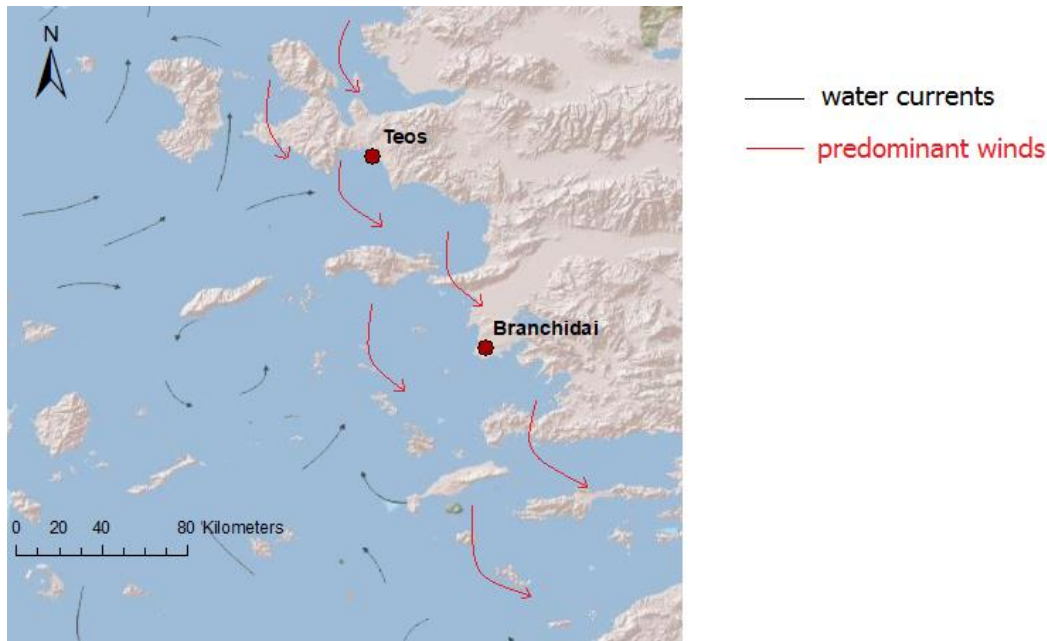 N
Teos
Branchidai
0 20 40 80 Kilometers
water currents
predominant winds